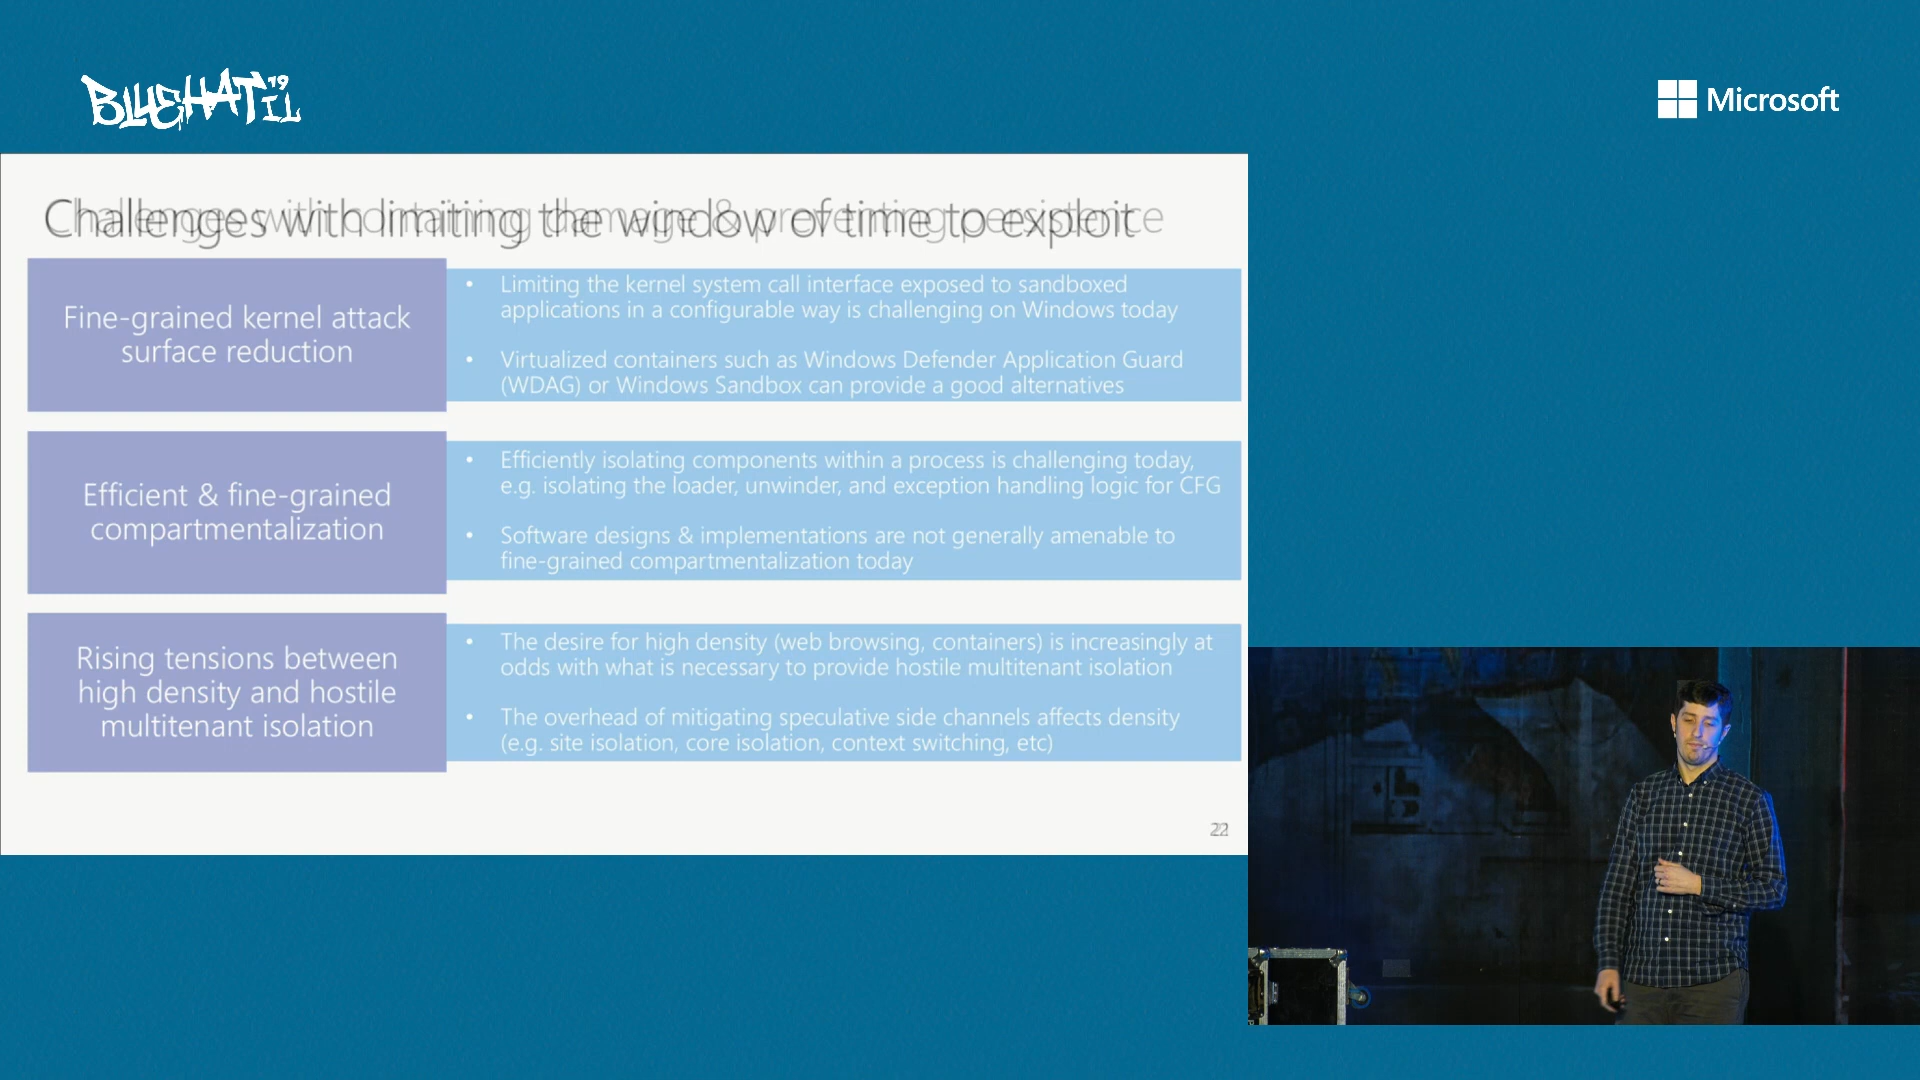 BLUEHAT IL 19
Microsoft
Challenges with containing damage & preventing persistence
Challenges with limiting the window of time to exploit
Fine-grained kernel attack
surface reduction
• Limiting the kernel system call interface exposed to sandboxed
applications in a configurable way is challenging on Windows today
• Virtualized containers such as Windows Defender Application Guard
(WDAG) or Windows Sandbox can provide a good alternatives
Efficient & fine-grained
compartmentalization
• Efficiently isolating components within a process is challenging today,
e.g. isolating the loader, unwinder, and exception handling logic for CFG
• Software designs & implementations are not generally amenable to
fine-grained compartmentalization today
Rising tensions between
high density and hostile
multitenant isolation
• The desire for high density (web browsing, containers) is increasingly at
odds with what is necessary to provide hostile multitenant isolation
• The overhead of mitigating speculative side channels affects density
(e.g. site isolation, core isolation, context switching, etc)